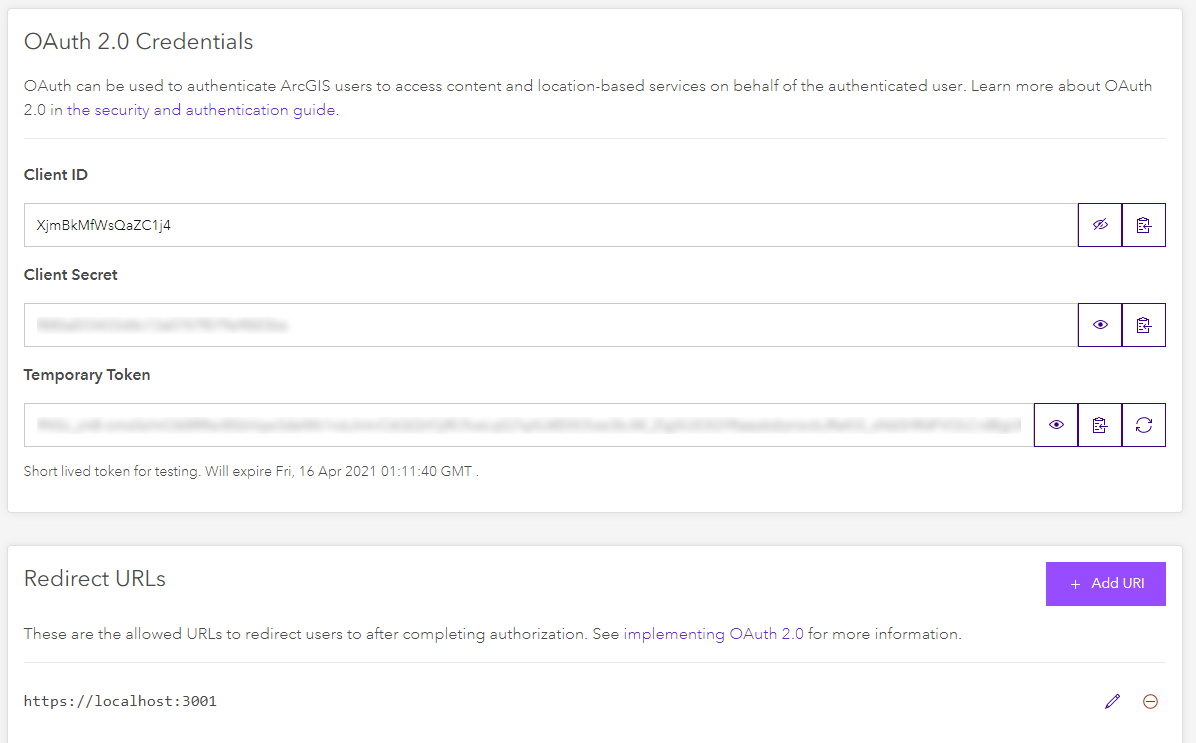 OAuth 2.0 Credentials
OAuth can be used to authenticate ArcGIS users to access content and location-based services on behalf of the authenticated user. Learn more about OAuth
2.0 in the security and authentication guide.
Client ID
XjmBkMfWsQaZC1j4
Client Secret
Temporary Token
Short lived token for testing. Will expire Fri, 16 Apr 2021 01:11:40 GMT .
Redirect URLs
+ Add URI
These are the allowed URLs to redirect users to after completing authorization. See implementing OAuth 2.0 for more information.
https://localhost:3001